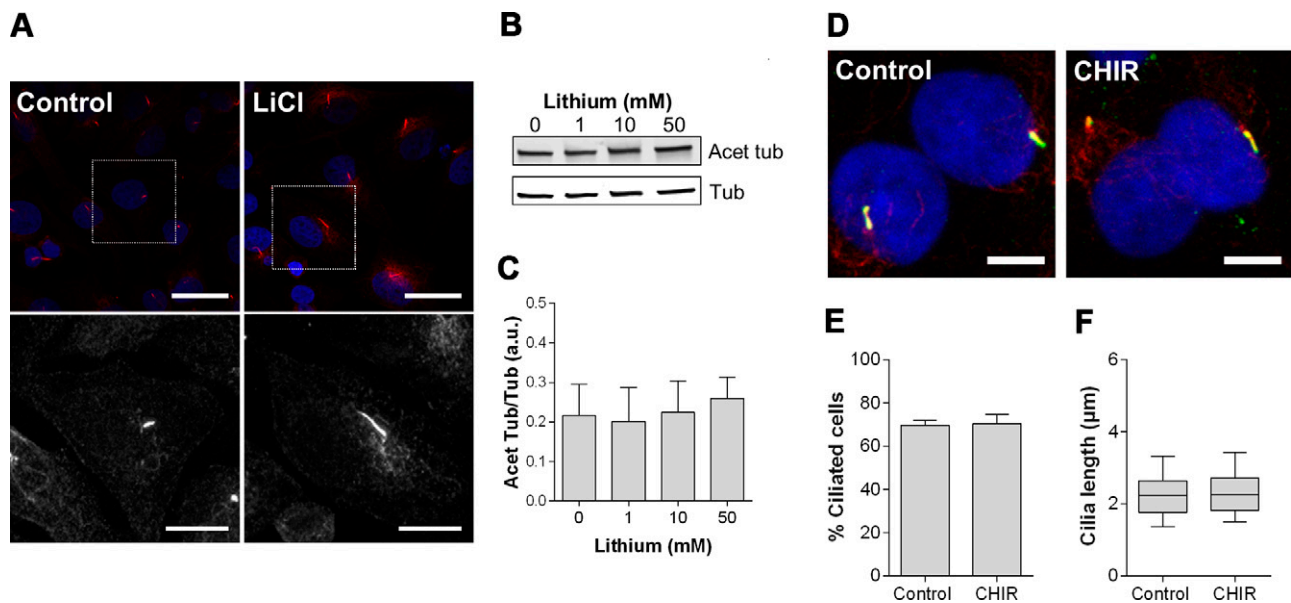 A
Control
LiCl
B
Lithium (mM)
0 1 10 50
Acet tub
Tub
C
Acet Tub/Tub (a.u.)
0.5
0.4
0.3
0.2
0.1
0.0
0 1 10 50
Lithium (mM)
D
Control
CHIR
E
% Ciliated cells
100
80
60
40
20
0
Control CHIR
F
Cilia length (µm)
6
4
2
0
Control CHIR